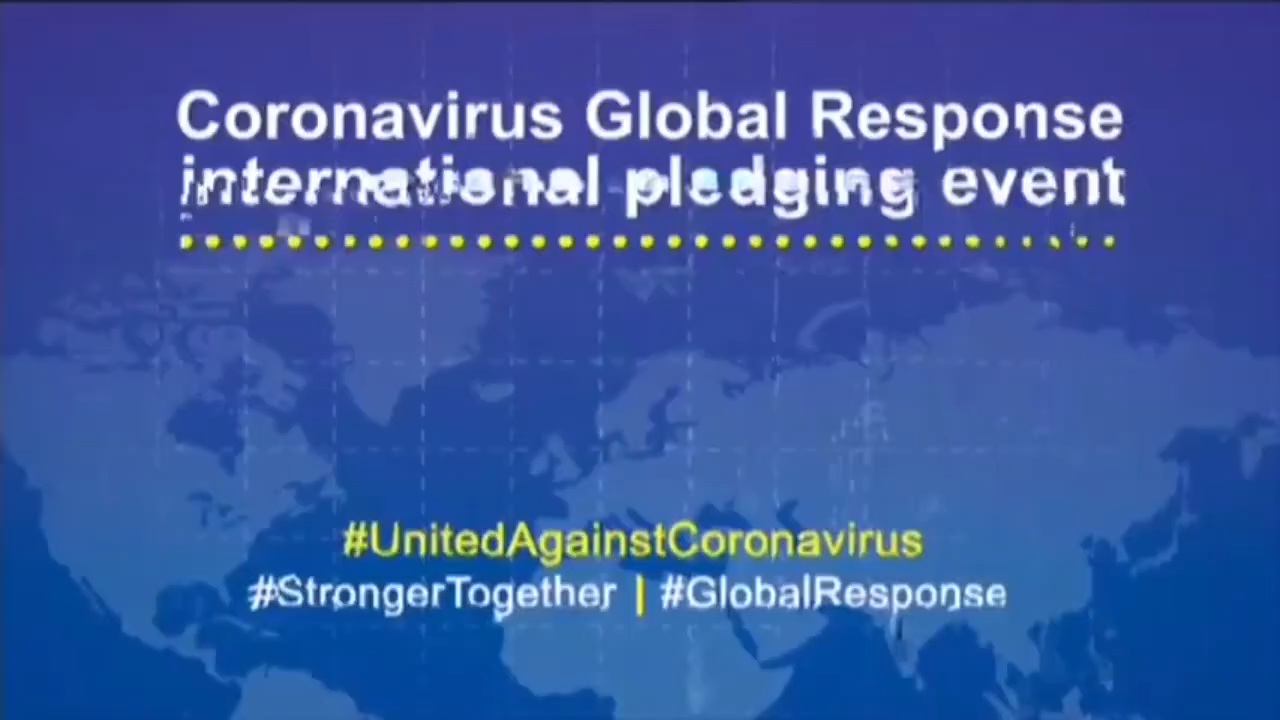 Coronavirus Global Response
international pledging event
#UnitedAgainstCoronavirus
#StrongerTogether | #GlobalResponse